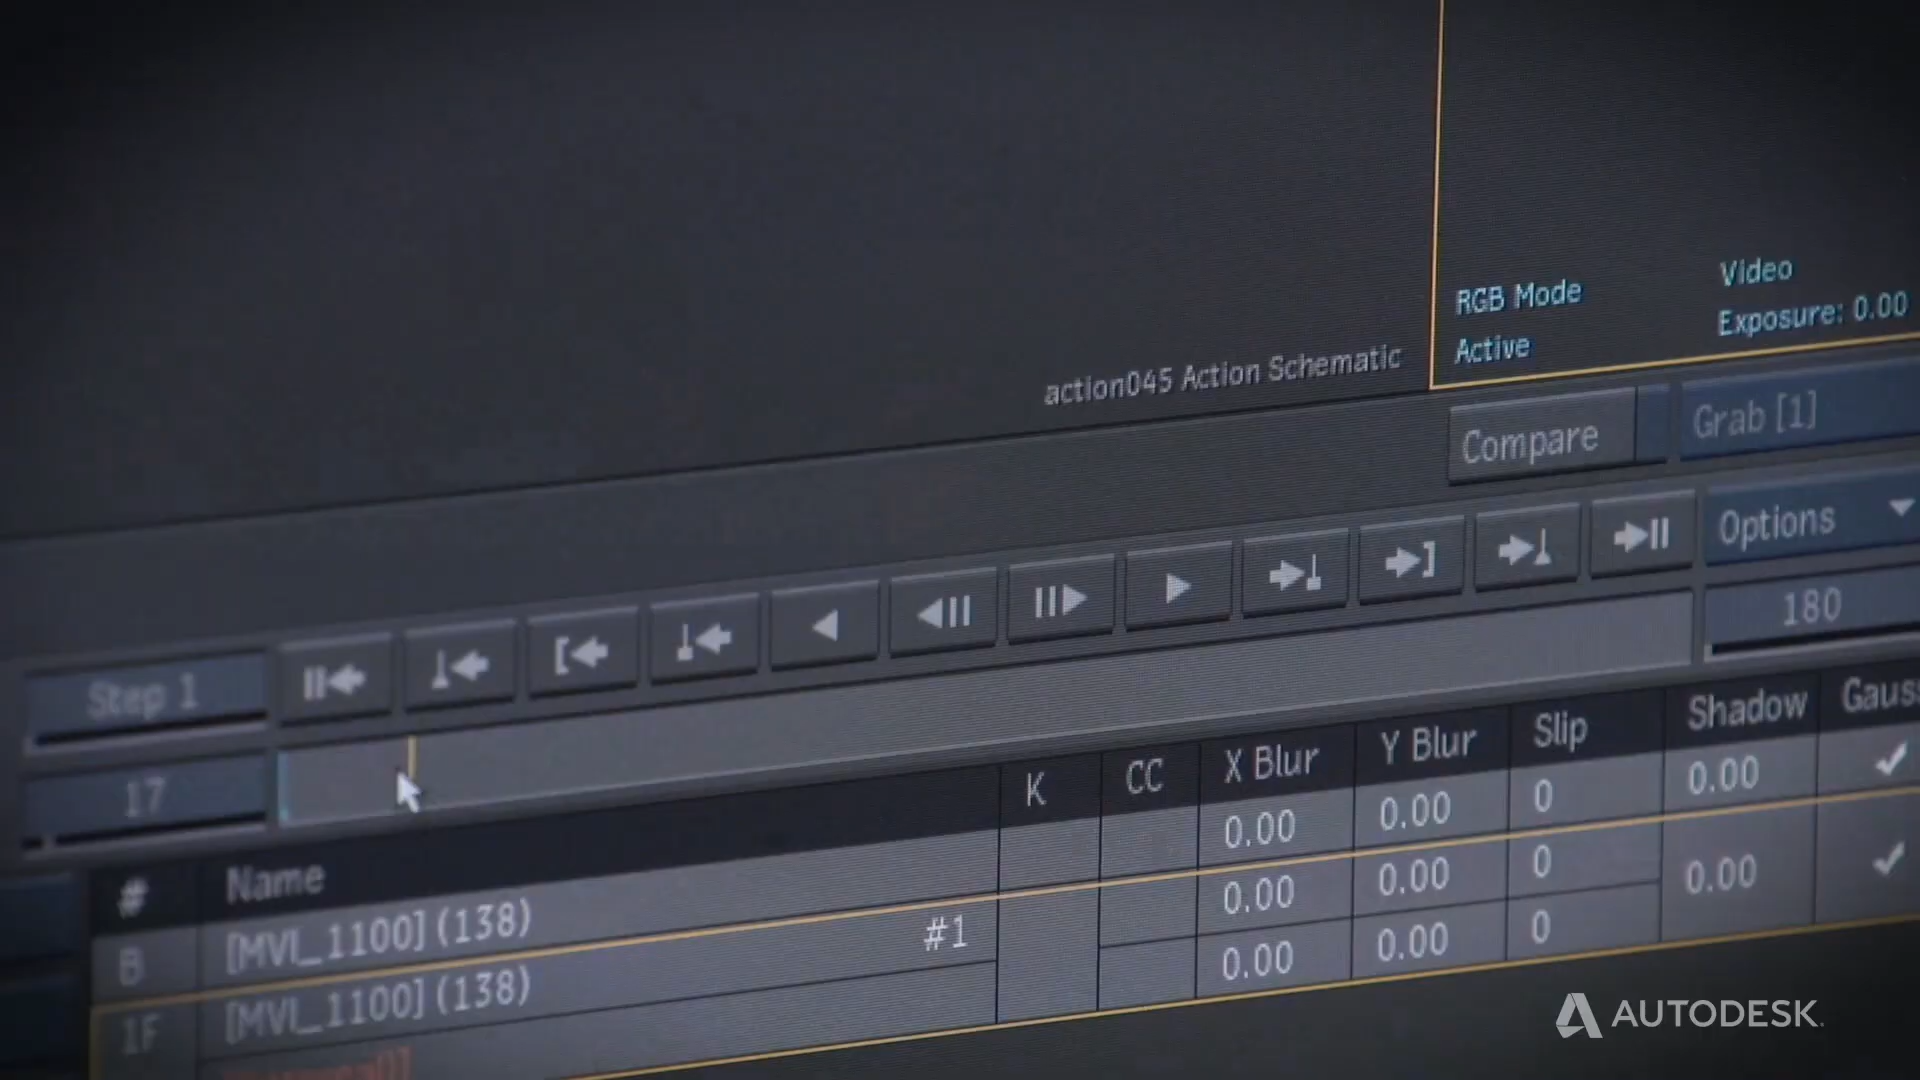 RGB Mode
Video
Active
Exposure: 0.00
action045 Action Schematic
Compare
Grab [1]
Options
Step 1
180
17
# Name K CC X Blur Y Blur Slip Shadow Gauss
B [MVI_1100] (138) 0.00 0.00 0 0.00
1F [MVI_1100] (138) #1 0.00 0.00 0 0.00
0.00 0.00 0
AUTODESK.